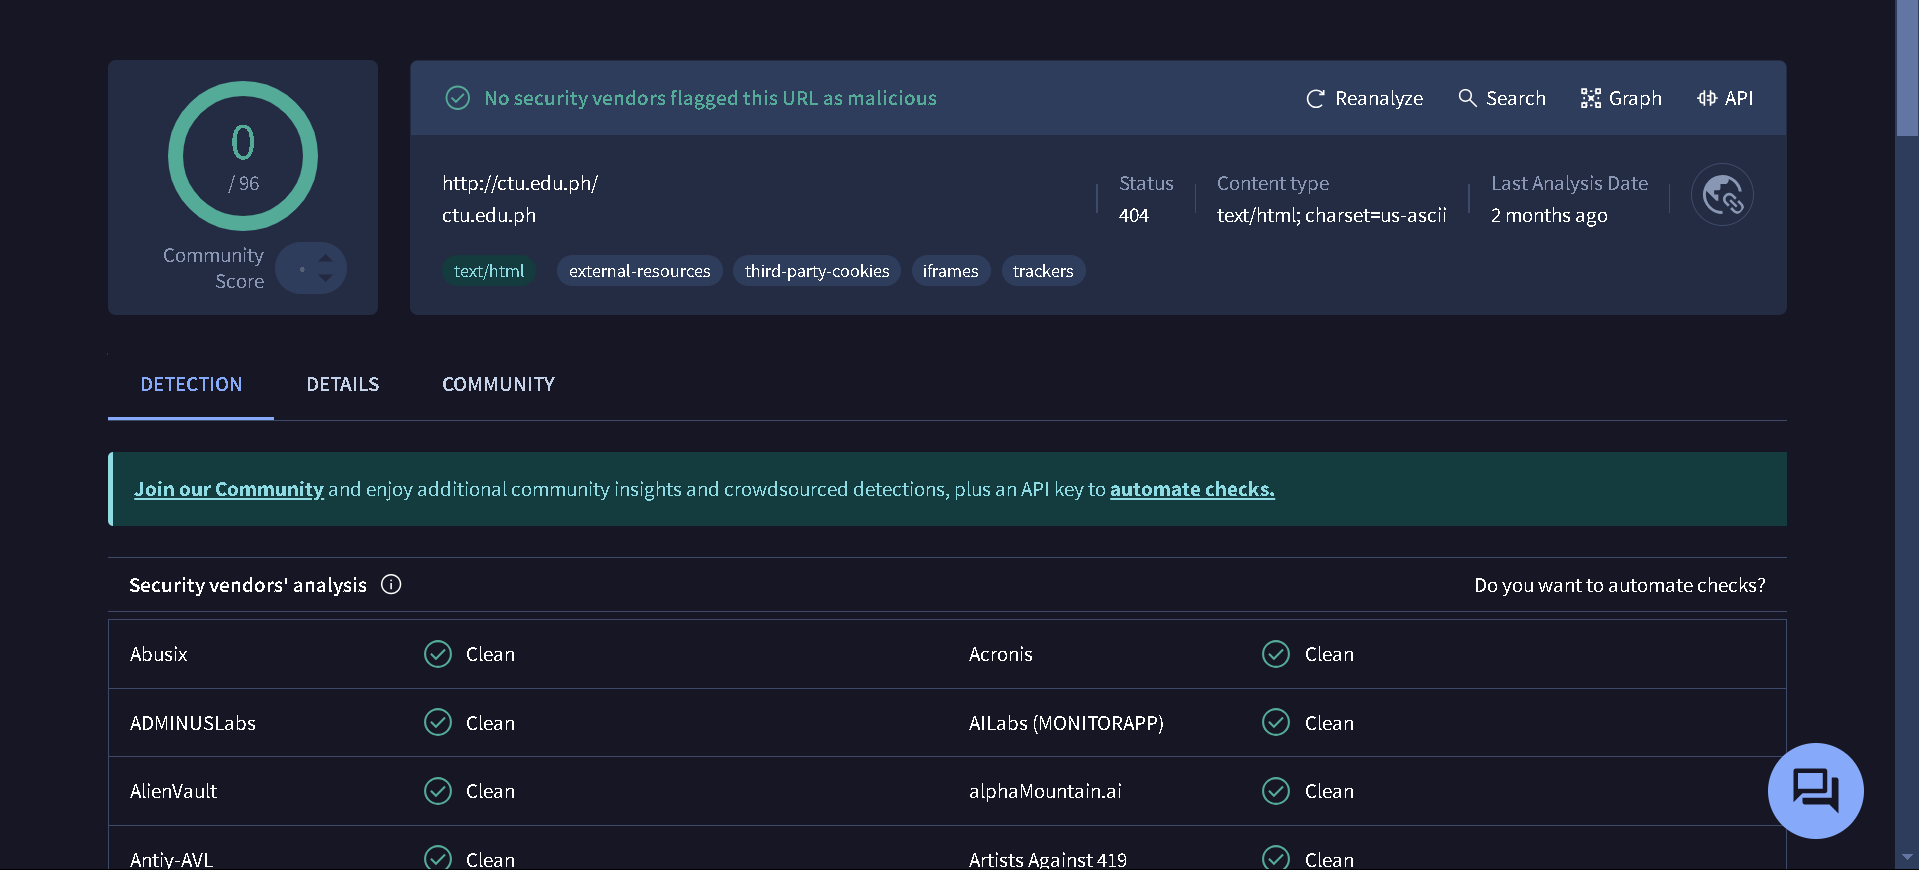 0
/ 96
Community
Score
No security vendors flagged this URL as malicious
Reanalyze Search Graph API
http://ctu.edu.ph/
ctu.edu.ph
Status
404
Content type
text/html; charset=us-ascii
Last Analysis Date
2 months ago
text/html external-resources third-party-cookies iframes trackers
DETECTION DETAILS COMMUNITY
Join our Community and enjoy additional community insights and crowdsourced detections, plus an API key to automate checks.
Security vendors' analysis Do you want to automate checks?
Abusix Clean Acronis Clean
ADMINUSLabs Clean AILabs (MONITORAPP) Clean
AlienVault Clean alphaMountain.ai Clean
Antiy-AVL Clean Artists Against 419 Clean